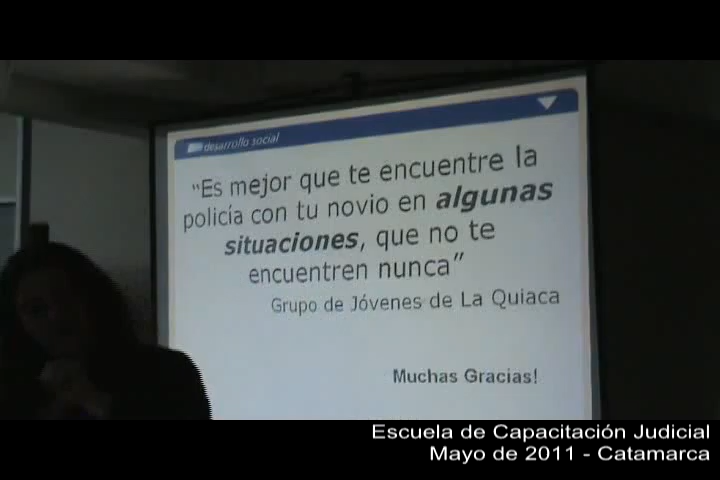 desarrollo social
“Es mejor que te encuentre la
policía con tu novio en algunas
situaciones, que no te
encuentren nunca”
Grupo de Jóvenes de La Quiaca
Muchas Gracias!
Escuela de Capacitación Judicial
Mayo de 2011 - Catamarca